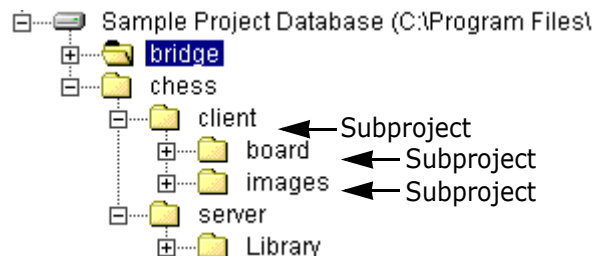 Sample Project Database (C:\Program Files\
bridge
chess
client
Subproject
board
Subproject
images
Subproject
server
Library